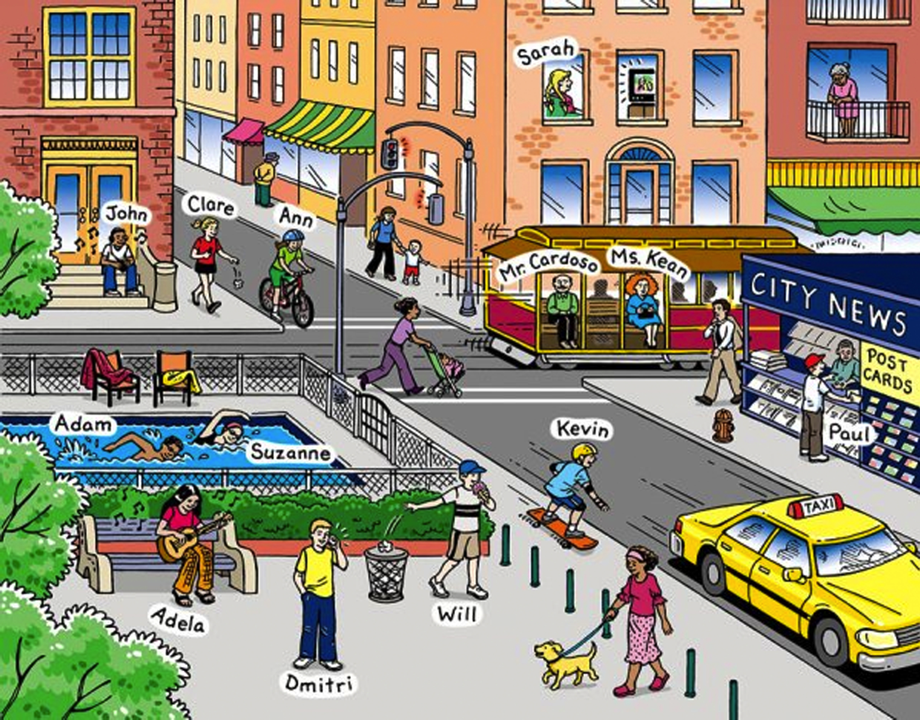 Sarah
John
Clare
Ann
Mr. Cardoso
Ms. Kean
CITY NEWS
POST
CARDS
Paul
Adam
Suzanne
Kevin
TAXI
Adela
Will
Dmitri